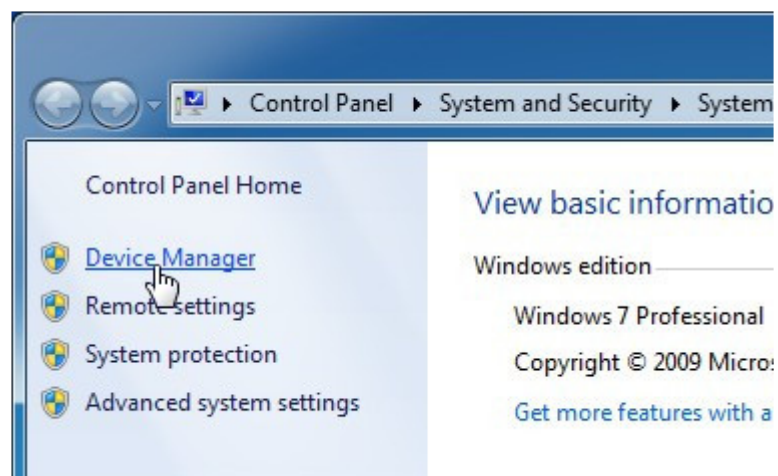 Control Panel ▸ System and Security ▸ System
Control Panel Home
Device Manager
Remote settings
System protection
Advanced system settings
View basic informatio
Windows edition
Windows 7 Professional
Copyright © 2009 Micros
Get more features with a